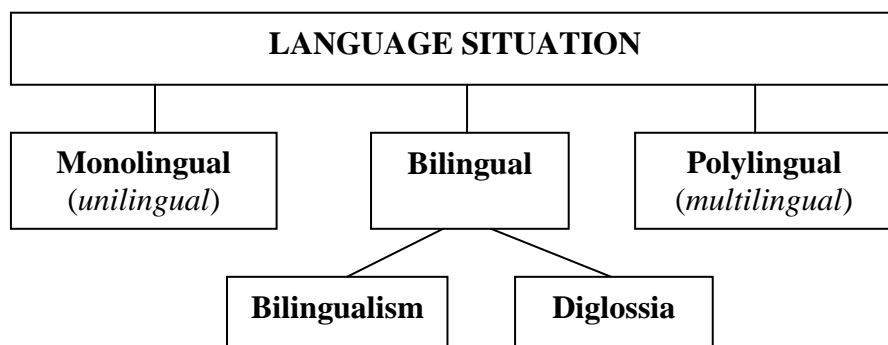 LANGUAGE SITUATION
Monolingual
(unilingual)
Bilingual
Polylingual
(multilingual)
Bilingualism
Diglossia